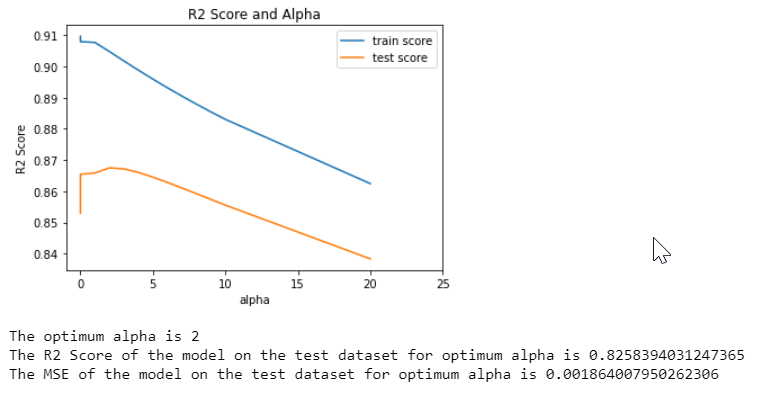 R2 Score and Alpha
train score
test score
0.91
0.90
0.89
0.88
0.87
0.86
0.85
0.84
R2 Score
0 5 10 15 20 25
alpha
The optimum alpha is 2
The R2 Score of the model on the test dataset for optimum alpha is 0.8258394031247365
The MSE of the model on the test dataset for optimum alpha is 0.001864007950262306